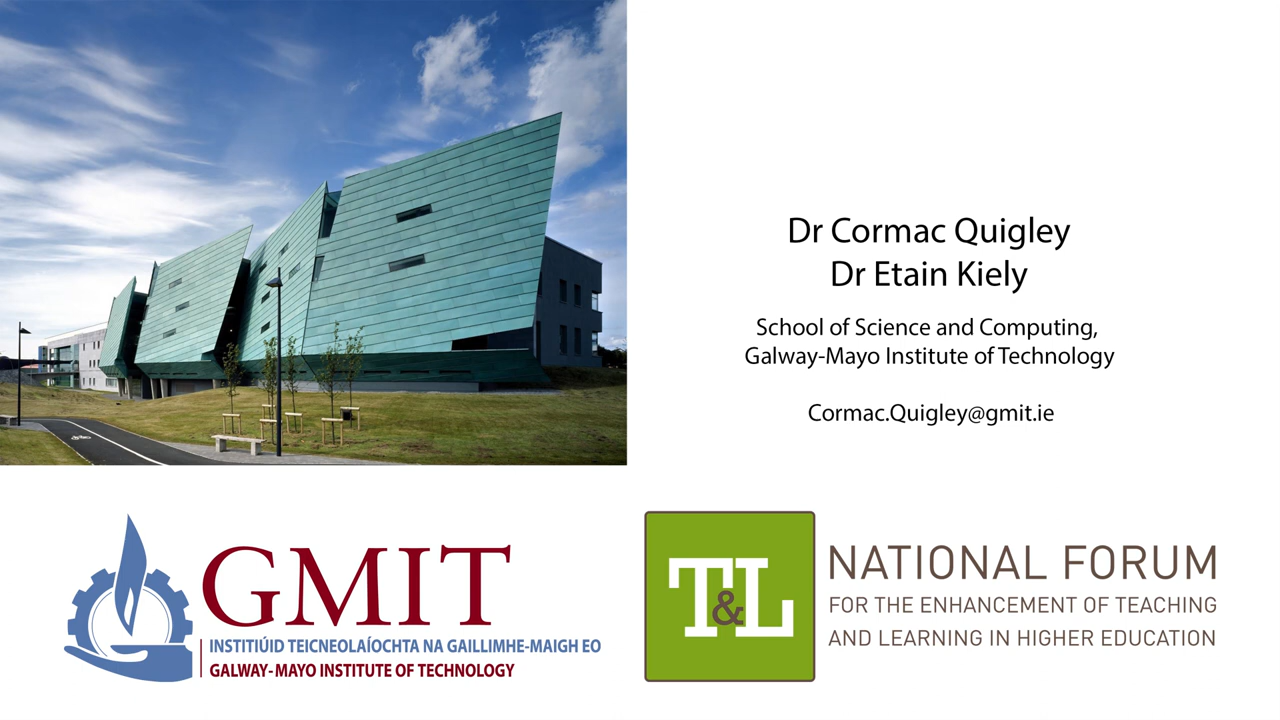 Dr Cormac Quigley
Dr Etain Kiely
School of Science and Computing,
Galway-Mayo Institute of Technology
Cormac.Quigley@gmit.ie
GMIT
INSTITIÚID TEICNEOLAÍOCHTA NA GAILLIMHE-MAIGH EO
GALWAY-MAYO INSTITUTE OF TECHNOLOGY
T&L
NATIONAL FORUM
FOR THE ENHANCEMENT OF TEACHING
AND LEARNING IN HIGHER EDUCATION